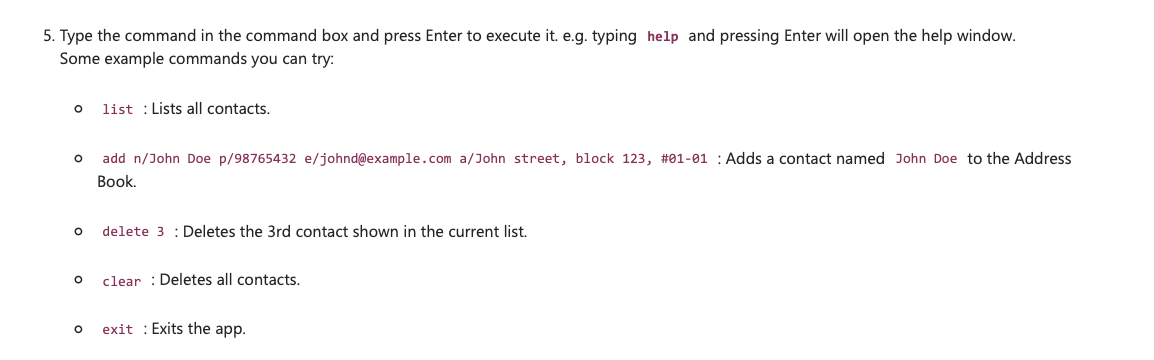 5. Type the command in the command box and press Enter to execute it. e.g. typing help and pressing Enter will open the help window.
Some example commands you can try:
list : Lists all contacts.
add n/John Doe p/98765432 e/johnd@example.com a/John street, block 123, #01-01 : Adds a contact named John Doe to the Address
Book.
delete 3 : Deletes the 3rd contact shown in the current list.
clear : Deletes all contacts.
exit : Exits the app.